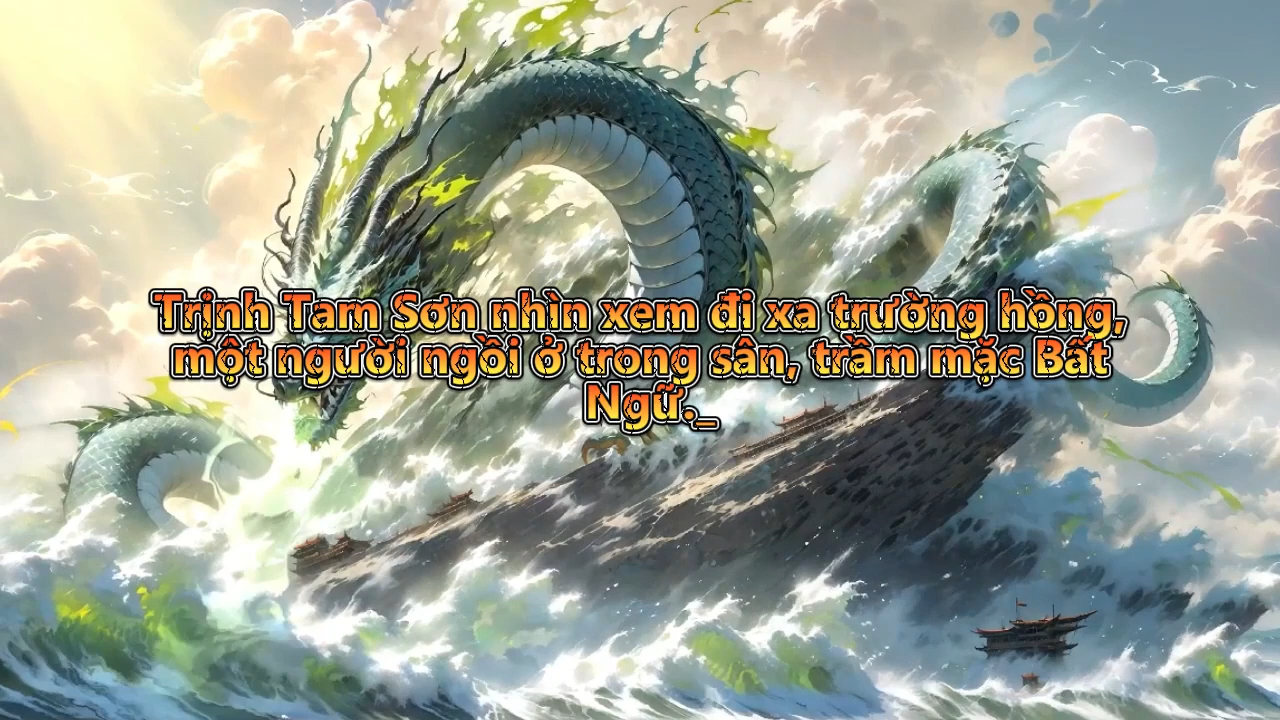 Trịnh Tam Sơn nhìn xem đi xa trường hồng,
một người ngồi ở trong sân, trầm mặc Bất
Ngữ._